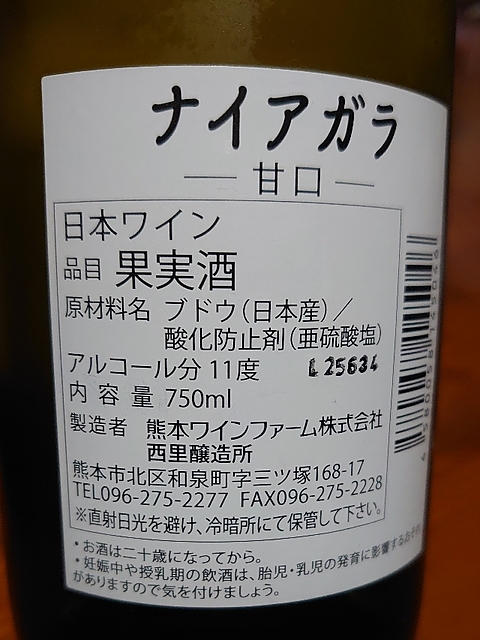 ナイアガラ
― 甘口 ―
日本ワイン
品目 果実酒
原材料名 ブドウ(日本産)/
酸化防止剤(亜硫酸塩)
アルコール分 11度 L25634
内容量 750ml
製造者 熊本ワインファーム株式会社
西里醸造所
熊本市北区和泉町字三ツ塚168-17
TEL096-275-2277 FAX096-275-2228
※直射日光を避け、冷暗所にて保管して下さい。
・お酒は二十歳になってから。
・妊娠中や授乳期の飲酒は、胎児・乳児の発育に影響するおそれ
がありますので気を付けましょう。